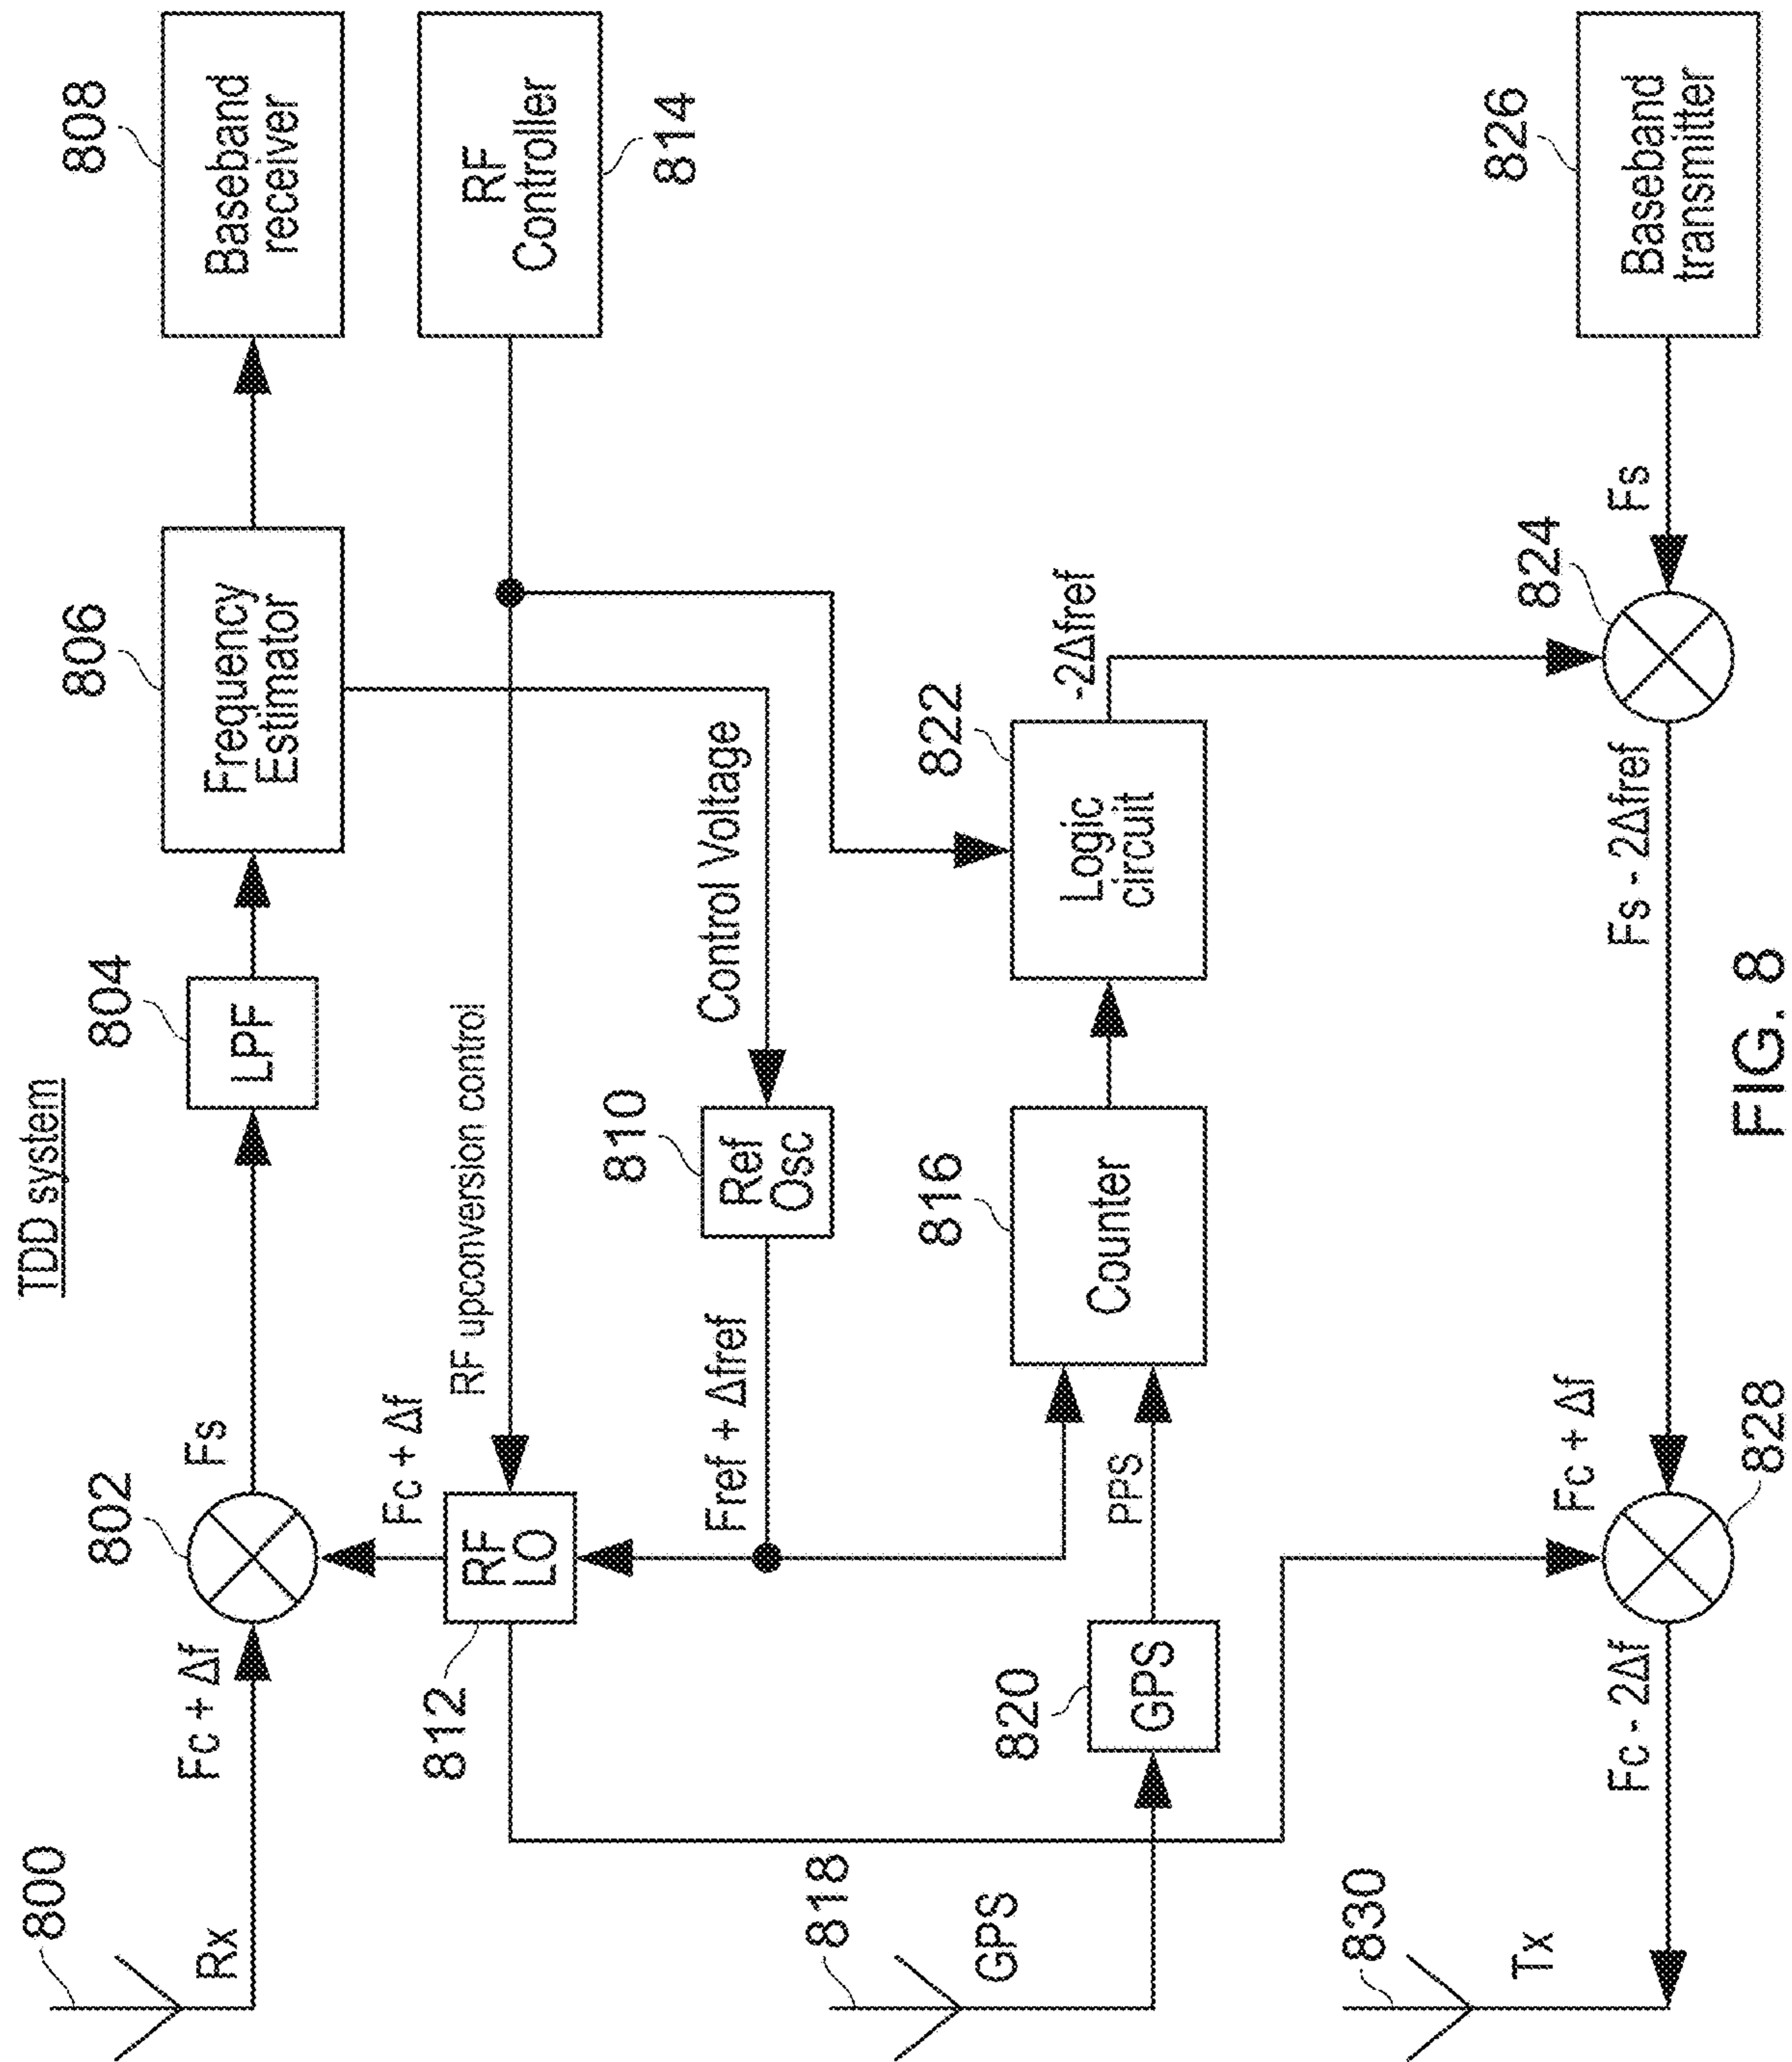 TDD system
800
Rx
Fc + Δf
802
Fs
804
LPF
806
Frequency
Estimator
808
Baseband
receiver
812
RF
LO
Fc + Δf
RF upconversion control
RF
Controller
814
Fref + Δfref
810
Ref
Osc
Control Voltage
818
GPS
820
GPS
PPS
816
Counter
822
Logic
circuit
-2Δfref
830
Tx
Fc - 2Δf
828
Fc + Δf
Fs - 2Δfref
824
Fs
826
Baseband
transmitter
FIG. 8